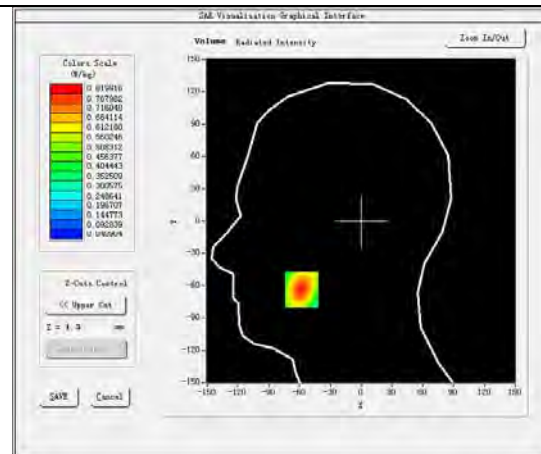 SAR Visualisation Graphical Interface
Volume Radiated Intensity
Zoom In/Out
Colors Scale
(W/kg)
0.819916
0.767982
0.716048
0.664114
0.612180
0.560246
0.508312
0.456377
0.404443
0.352509
0.300575
0.248641
0.196707
0.144773
0.092839
Z-Cuts Control
<< Upper Cut
mm
SAVE
Cancel
150
90
60
30
0
-30
-60
-90
-120
-150
-150 -120 -90 -60 -30 0 30 60 90 120 150
Y
X